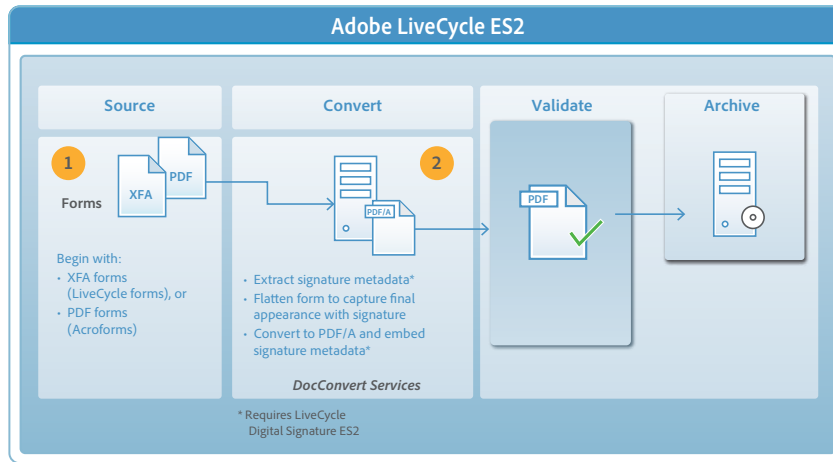 Adobe LiveCycle ES2
Source
Convert
Validate
Archive
1
Forms
XFA
PDF
Begin with:
• XFA forms
(LiveCycle forms), or
• PDF forms
(Acroforms)
2
PDF/A
• Extract signature metadata*
• Flatten form to capture final
appearance with signature
• Convert to PDF/A and embed
signature metadata*
DocConvert Services
* Requires LiveCycle
Digital Signature ES2
PDF